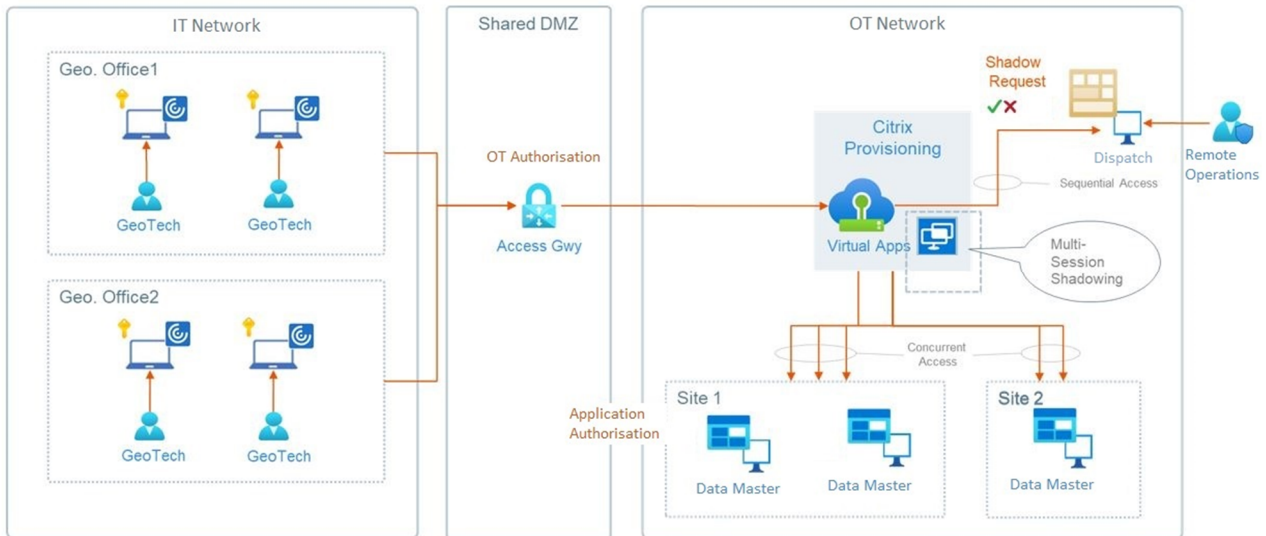 IT Network
Shared DMZ
OT Network
Geo. Office1
GeoTech
GeoTech
Geo. Office2
GeoTech
GeoTech
OT Authorisation
Access Gwy
Citrix
Provisioning
Virtual Apps
Shadow
Request
Dispatch
Remote
Operations
Sequential Access
Multi-
Session
Shadowing
Concurrent
Access
Application
Authorisation
Site 1
Data Master
Data Master
Site 2
Data Master